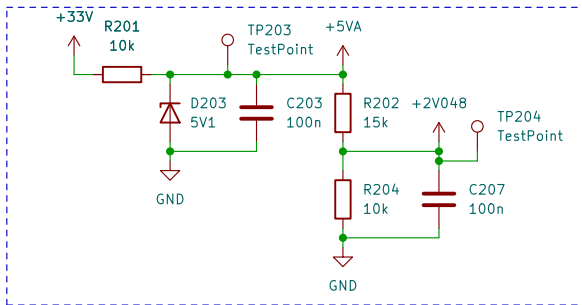 +33V
R201
10k
TP203
TestPoint
+5VA
D203
5V1
C203
100n
R202
15k
+2V048
TP204
TestPoint
GND
R204
10k
C207
100n
GND